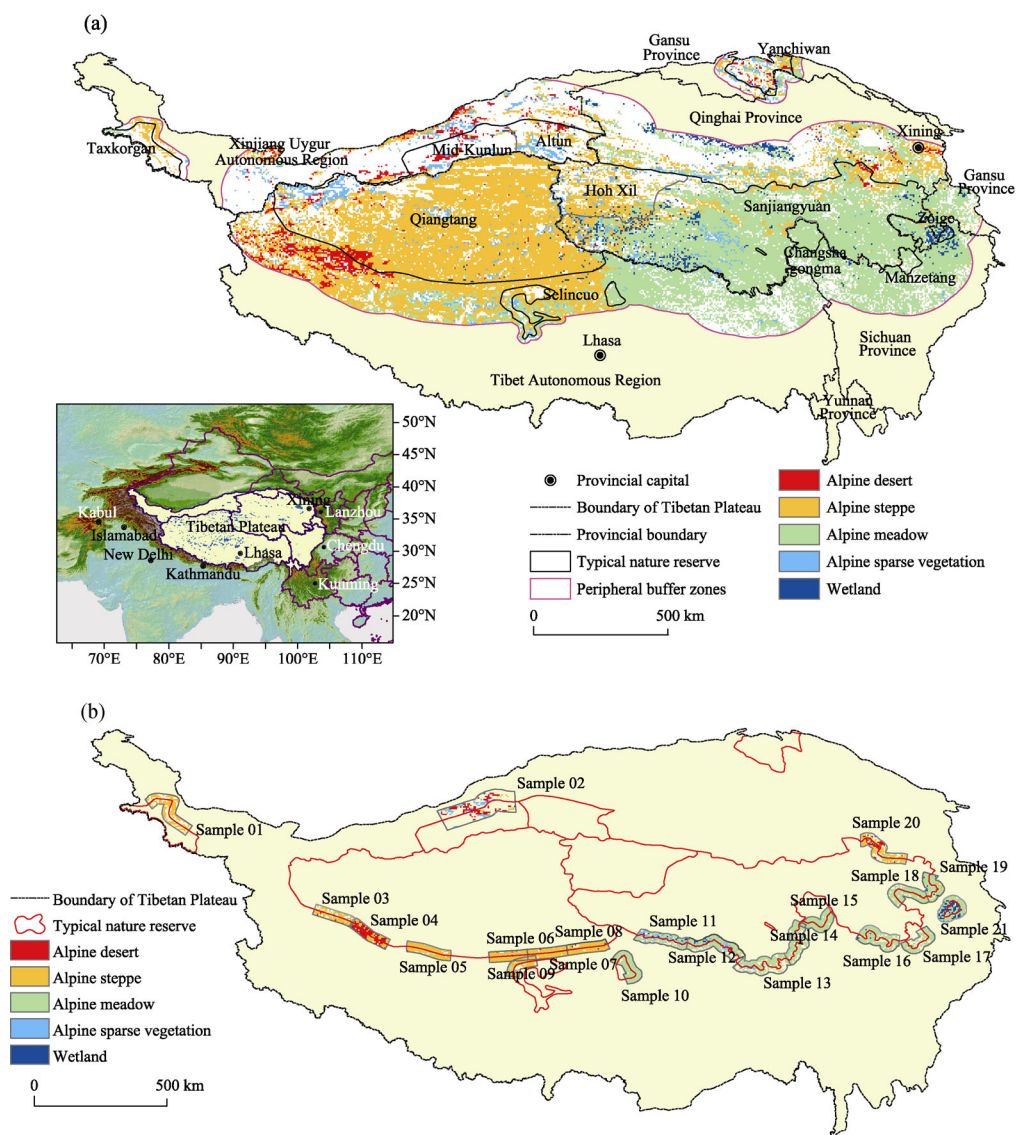 (a)
Gansu
Province
Yanchiwan
Qinghai Province
Xining
Taxkorgan
Xinjiang Uygur
Autonomous Region
Mid-Kunlun
Altun
Gansu
Province
Hoh Xil
Sanjiangyuan
Qiangtang
Zoige
Changsha
gongma
Manzetang
Selincuo
Lhasa
Sichuan
Province
Tibet Autonomous Region
Yunnan
Province
50°N
45°N
40°N
35°N
30°N
25°N
20°N
Xining
Kabul
Lanzhou
Islamabad
Tibetan Plateau
New Delhi
Lhasa
Chengdu
Kathmandu
Kunming
70°E
80°E
90°E
100°E
110°E
Provincial capital
Boundary of Tibetan Plateau
Provincial boundary
Typical nature reserve
Peripheral buffer zones
0
500 km
Alpine desert
Alpine steppe
Alpine meadow
Alpine sparse vegetation
Wetland
(b)
Sample 01
Sample 02
Sample 20
Sample 19
Sample 18
Sample 03
Sample 04
Sample 15
Sample 11
Sample 08
Sample 06
Sample 14
Sample 21
Sample 05
Sample 09
Sample 07
Sample 12
Sample 16
Sample 17
Sample 10
Sample 13
Boundary of Tibetan Plateau
Typical nature reserve
Alpine desert
Alpine steppe
Alpine meadow
Alpine sparse vegetation
Wetland
0
500 km